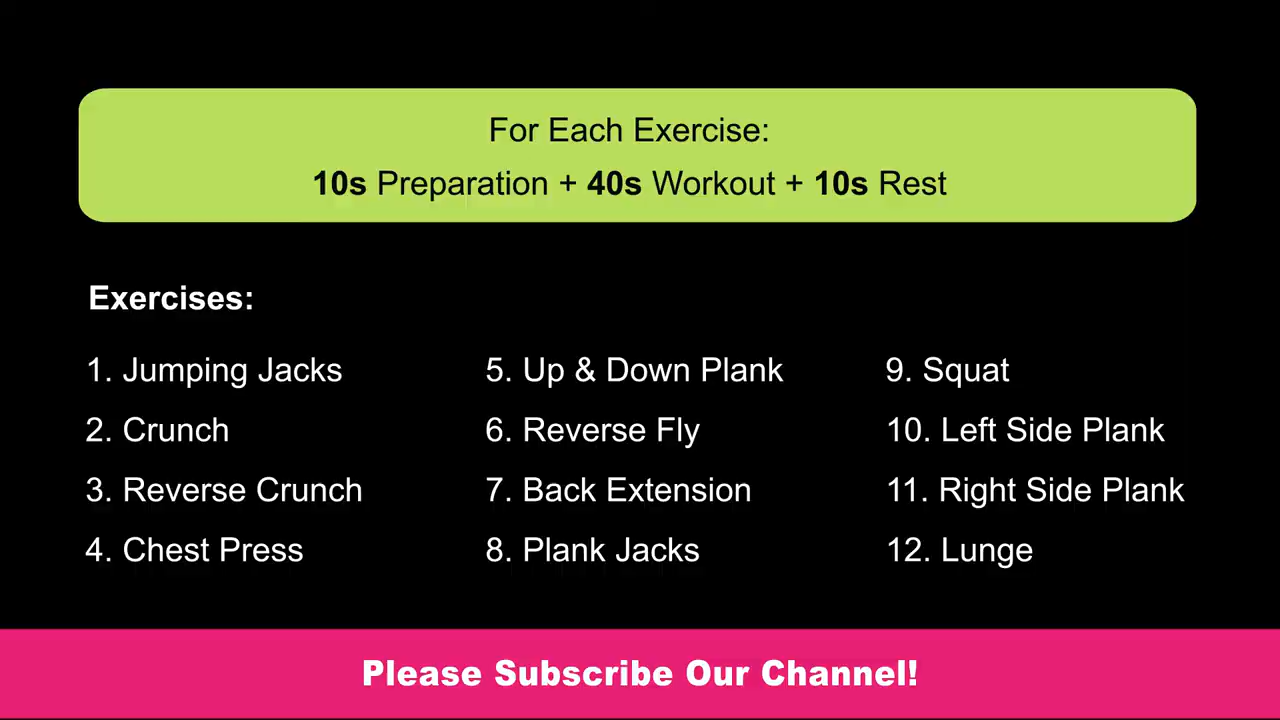 For Each Exercise:
10s Preparation + 40s Workout + 10s Rest
Exercises:
1. Jumping Jacks
2. Crunch
3. Reverse Crunch
4. Chest Press
5. Up & Down Plank
6. Reverse Fly
7. Back Extension
8. Plank Jacks
9. Squat
10. Left Side Plank
11. Right Side Plank
12. Lunge
Please Subscribe Our Channel!